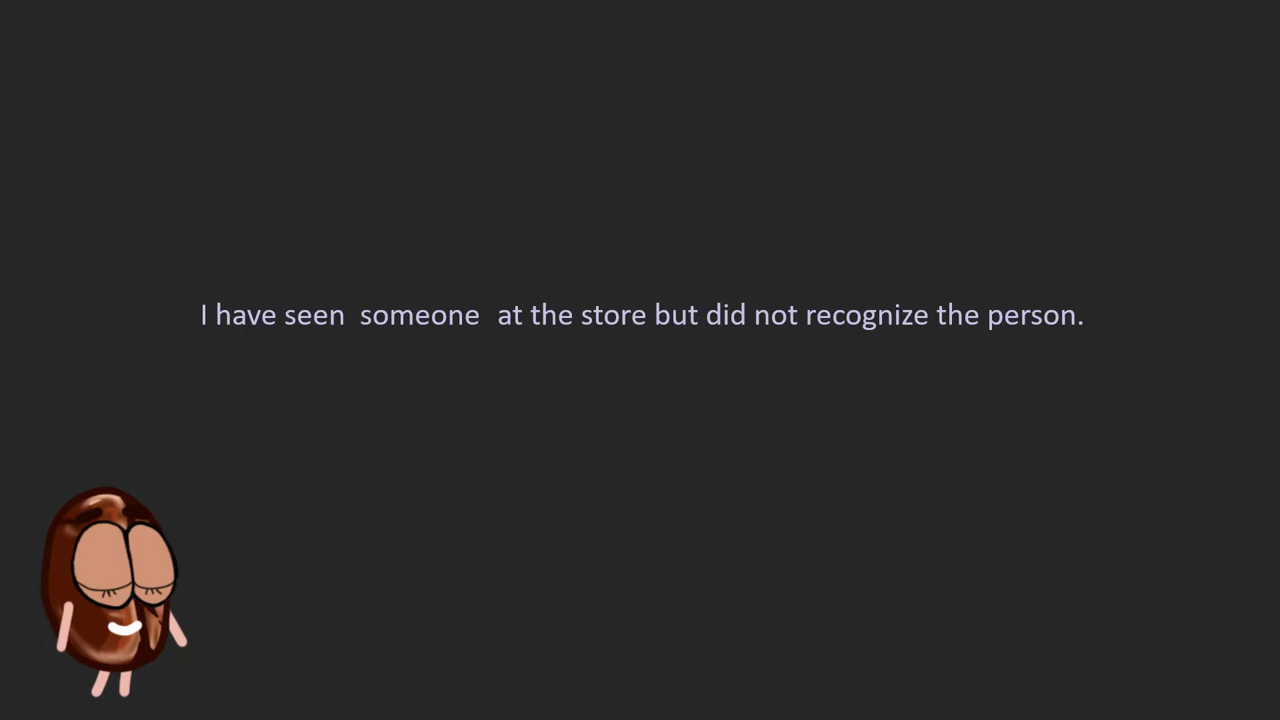 I have seen someone at the store but did not recognize the person.